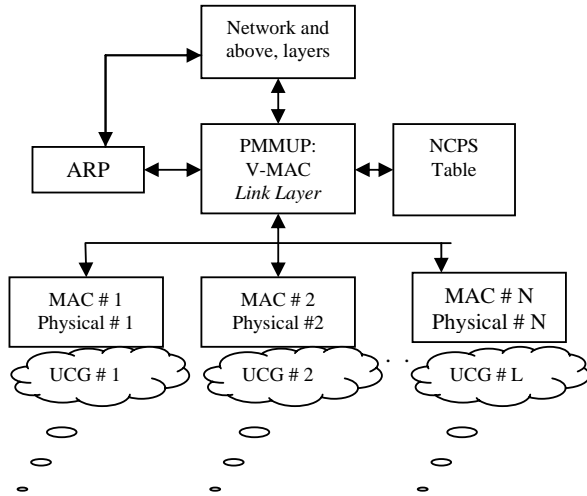 Network and
above, layers
ARP
PMMUP:
V-MAC
Link Layer
NCPS
Table
MAC # 1
Physical # 1
MAC # 2
Physical #2
MAC # N
Physical # N
UCG # 1
UCG # 2
. .
UCG # L